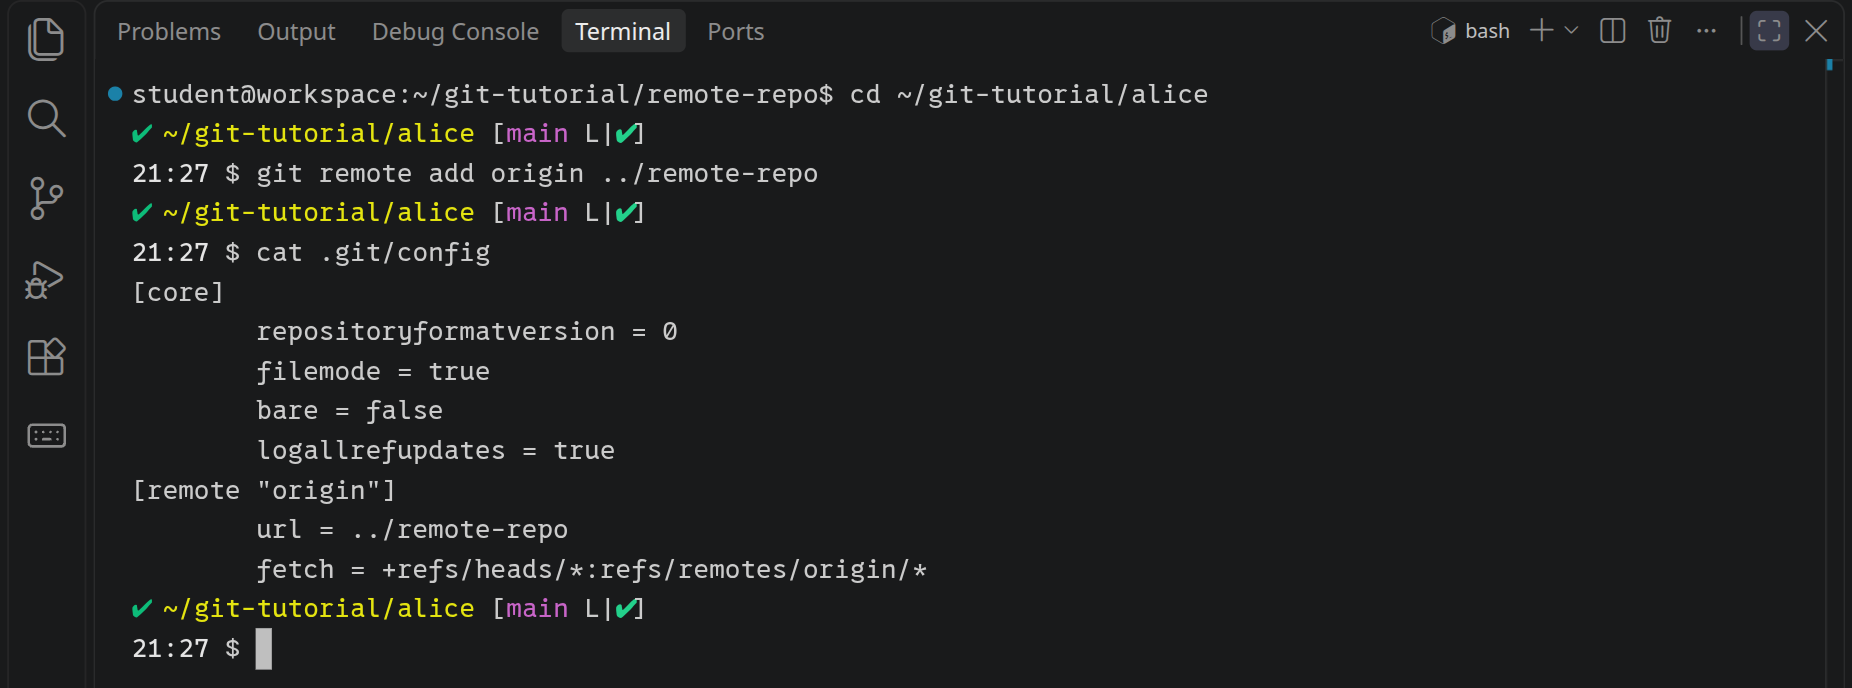 Problems Output Debug Console Terminal Ports bash
student@workspace:~/git-tutorial/remote-repo$ cd ~/git-tutorial/alice
✔ ~/git-tutorial/alice [main L|✔]
21:27 $ git remote add origin ../remote-repo
✔ ~/git-tutorial/alice [main L|✔]
21:27 $ cat .git/config
[core]
        repositoryformatversion = 0
        filemode = true
        bare = false
        logallrefupdates = true
[remote "origin"]
        url = ../remote-repo
        fetch = +refs/heads/*:refs/remotes/origin/*
✔ ~/git-tutorial/alice [main L|✔]
21:27 $